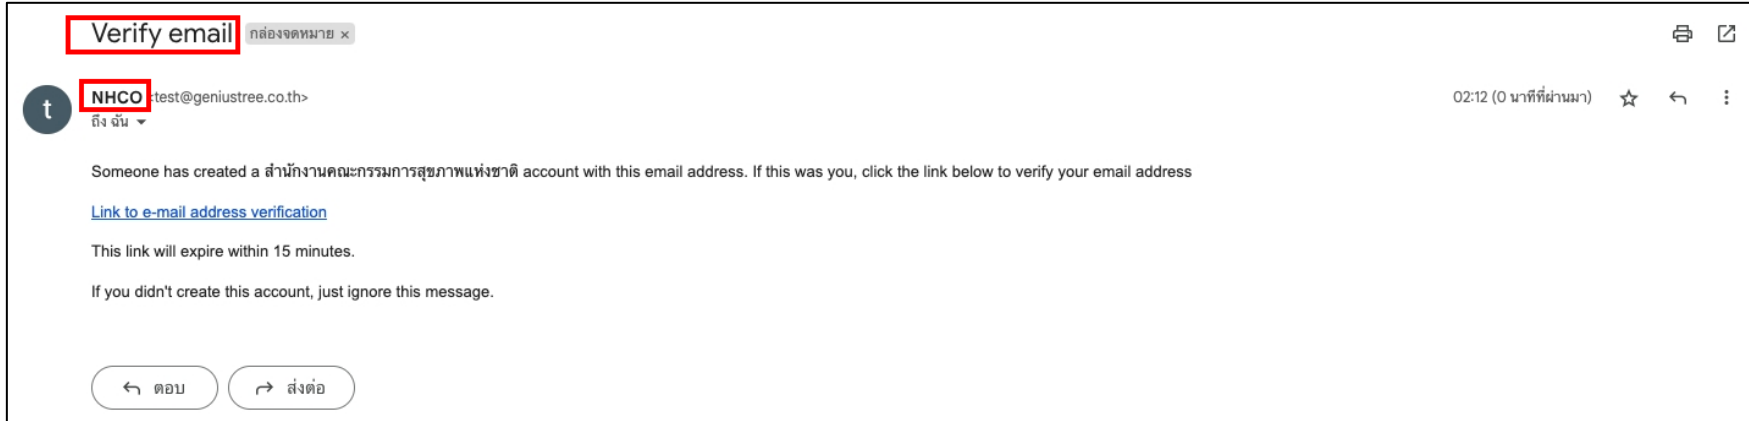 Verify email กล่องจดหมาย ×
NHCO <test@geniustree.co.th> 02:12 (0 นาทีที่ผ่านมา)
t
ถึง ฉัน
Someone has created a สำนักงานคณะกรรมการสุขภาพแห่งชาติ account with this email address. If this was you, click the link below to verify your email address
Link to e-mail address verification
This link will expire within 15 minutes.
If you didn't create this account, just ignore this message.
ตอบ ส่งต่อ